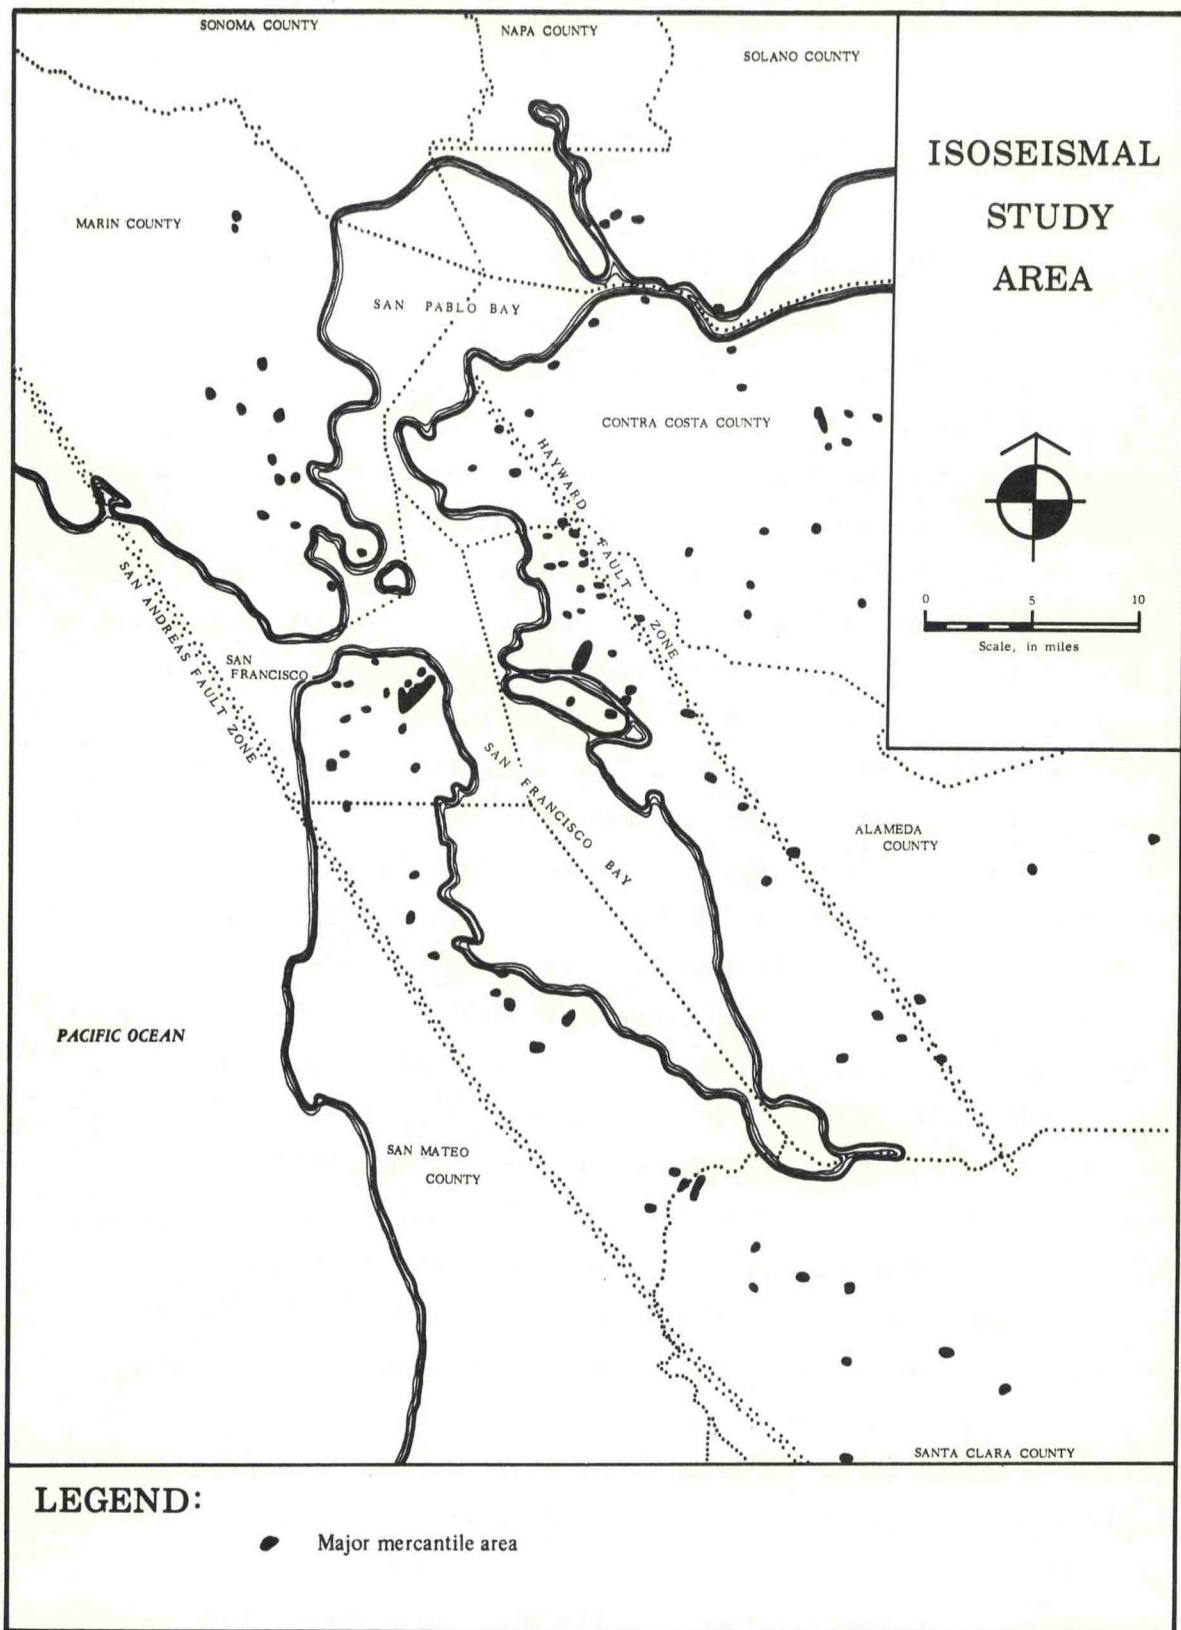 SONOMA COUNTY
NAPA COUNTY
SOLANO COUNTY
ISOSEISMAL
STUDY
AREA
MARIN COUNTY
SAN PABLO BAY
CONTRA COSTA COUNTY
HAYWARD FAULT ZONE
SAN ANDREAS FAULT ZONE
0 5 10
Scale, in miles
SAN
FRANCISCO
SAN FRANCISCO BAY
ALAMEDA
COUNTY
PACIFIC OCEAN
SAN MATEO
COUNTY
SANTA CLARA COUNTY
LEGEND:
Major mercantile area